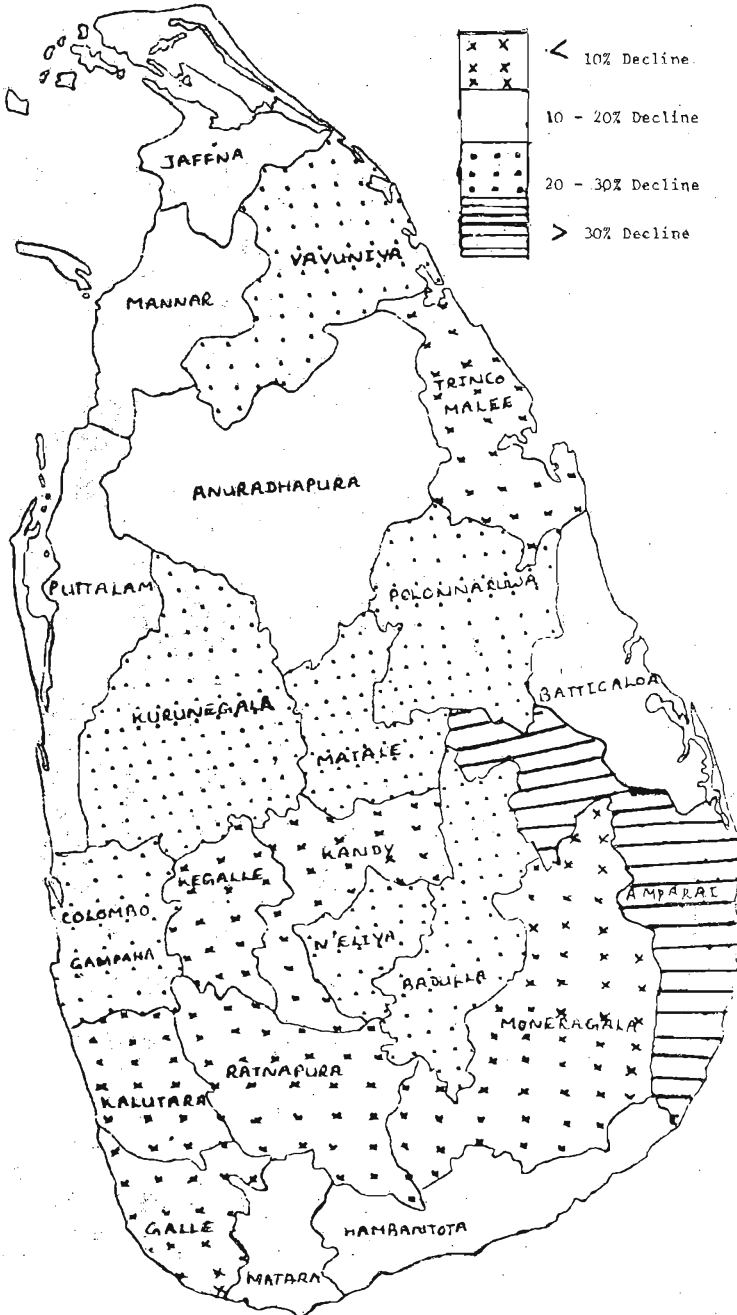 < 10% Decline
10 - 20% Decline
20 - 30% Decline
> 30% Decline
JAFFNA
VAVUNIYA
MANNAR
TRINCO
MALEE
ANURADHAPURA
PUTTALAM
POLONNARUWA
BATTICALOA
KURUNEGALA
MATALE
KANDY
KEGALLE
AMPARAI
COLOMBO
N'ELIYA
GAMPAHA
BADULLA
MONERAGALA
RATNAPURA
KALUTARA
GALLE
HAMBANTOTA
MATARA